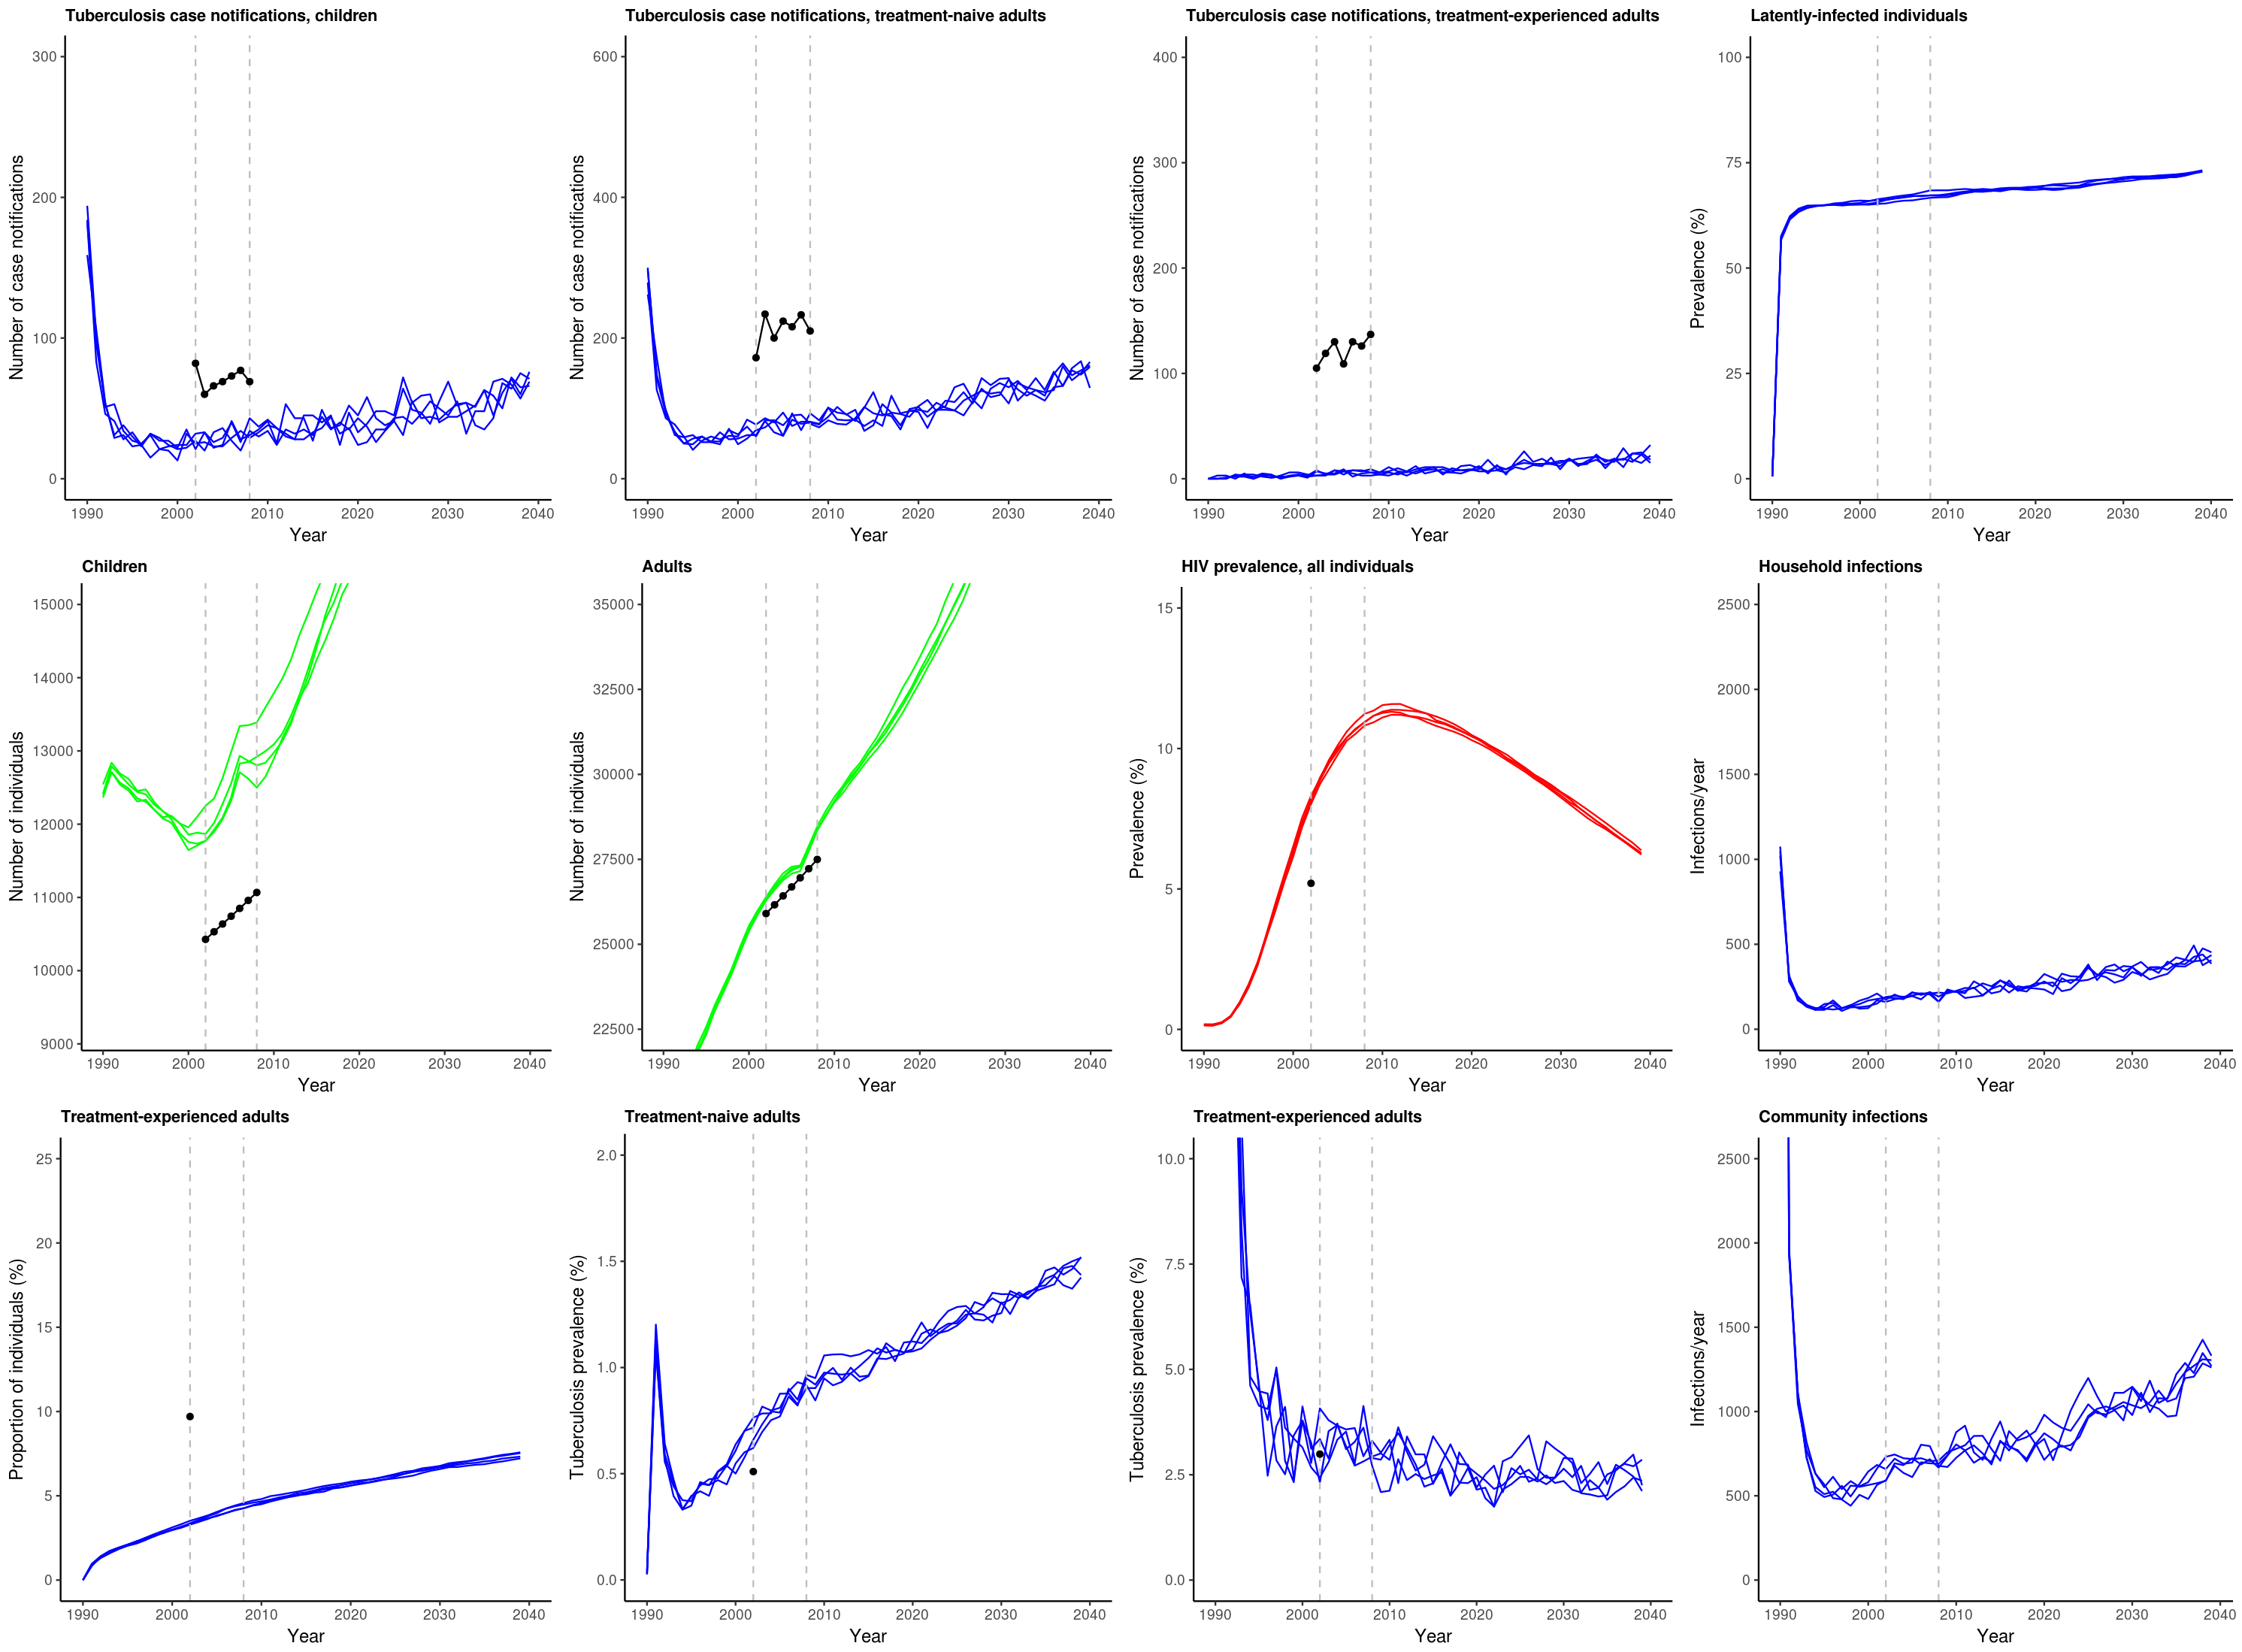 Tuberculosis case notifications, children
Number of case notifications
300
200
100
0
1990 2000 2010 2020 2030 2040
Year
Tuberculosis case notifications, treatment-naive adults
Number of case notifications
600
400
200
0
1990 2000 2010 2020 2030 2040
Year
Tuberculosis case notifications, treatment-experienced adults
Number of case notifications
400
300
200
100
0
1990 2000 2010 2020 2030 2040
Year
Latently-infected individuals
Prevalence (%)
100
75
50
25
0
1990 2000 2010 2020 2030 2040
Year
Children
Number of individuals
15000
14000
13000
12000
11000
10000
9000
1990 2000 2010 2020 2030 2040
Year
Adults
Number of individuals
35000
32500
30000
27500
25000
22500
1990 2000 2010 2020 2030 2040
Year
HIV prevalence, all individuals
Prevalence (%)
15
10
5
0
1990 2000 2010 2020 2030 2040
Year
Household infections
Infections/year
2500
2000
1500
1000
500
0
1990 2000 2010 2020 2030 2040
Year
Treatment-experienced adults
Proportion of individuals (%)
25
20
15
10
5
0
1990 2000 2010 2020 2030 2040
Year
Treatment-naive adults
Tuberculosis prevalence (%)
2.0
1.5
1.0
0.5
0.0
1990 2000 2010 2020 2030 2040
Year
Treatment-experienced adults
Tuberculosis prevalence (%)
10.0
7.5
5.0
2.5
0.0
1990 2000 2010 2020 2030 2040
Year
Community infections
Infections/year
2500
2000
1500
1000
500
0
1990 2000 2010 2020 2030 2040
Year